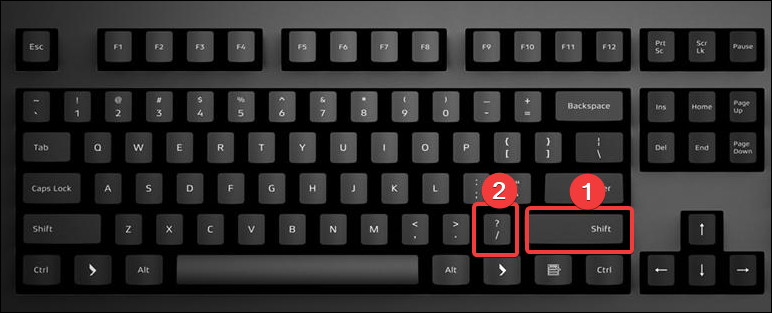 Esc F1 F2 F3 F4 F5 F6 F7 F8 F9 F10 F11 F12 Prt Scr Pause
Sc Lk
~ ! @ # $ % ^ & * ( ) _ + Backspace Ins Home Page
` 1 2 3 4 5 6 7 8 9 0 - = Up
Tab Q W E R T Y U I O P { } ¦ Del End Page
[ ] \ Down
Caps Lock A S D F G H J K L 2 1
Shift Z X C V B N M < > ? Shift ↑
, . /
Ctrl Alt Alt Ctrl ← ↓ →